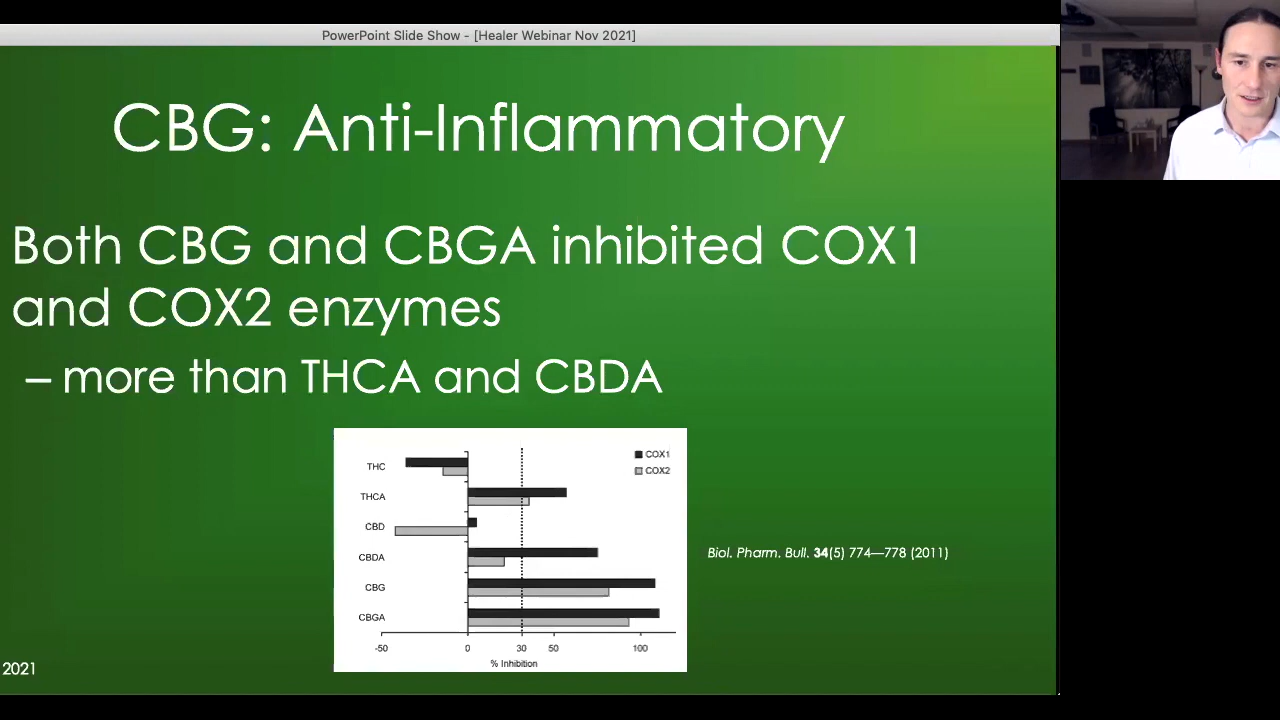 PowerPoint Slide Show - [Healer Webinar Nov 2021]
CBG: Anti-Inflammatory
Both CBG and CBGA inhibited COX1
and COX2 enzymes
– more than THCA and CBDA
COX1
COX2
THC
THCA
CBD
CBDA
CBG
CBGA
-50 0 30 50 100
% Inhibition
Biol. Pharm. Bull. 34(5) 774—778 (2011)
2021